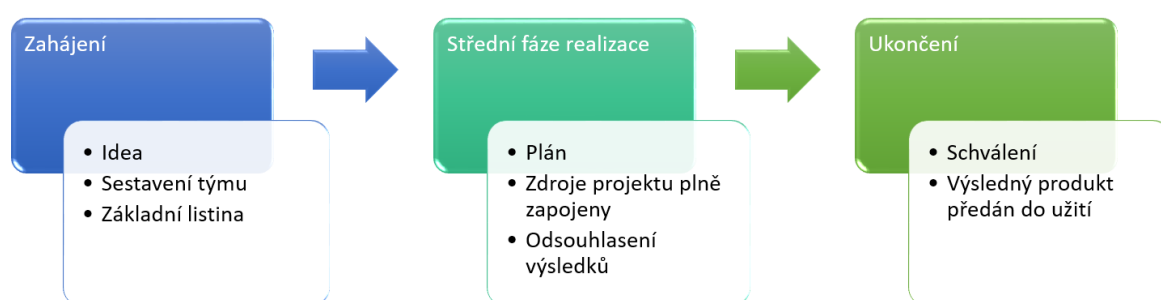 Zahájení
• Idea
• Sestavení týmu
• Základní listina
Střední fáze realizace
• Plán
• Zdroje projektu plně
zapojeny
• Odsouhlasení
výsledků
Ukončení
• Schválení
• Výsledný produkt
předán do užití